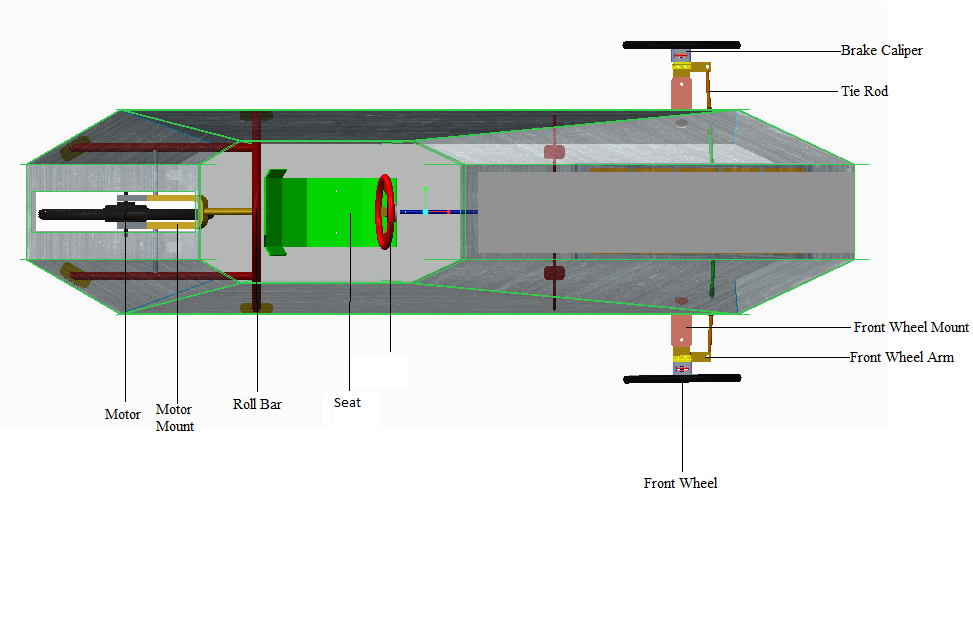 Brake Caliper
Tie Rod
Front Wheel Mount
Front Wheel Arm
Motor
Motor
Mount
Roll Bar
Seat
Front Wheel